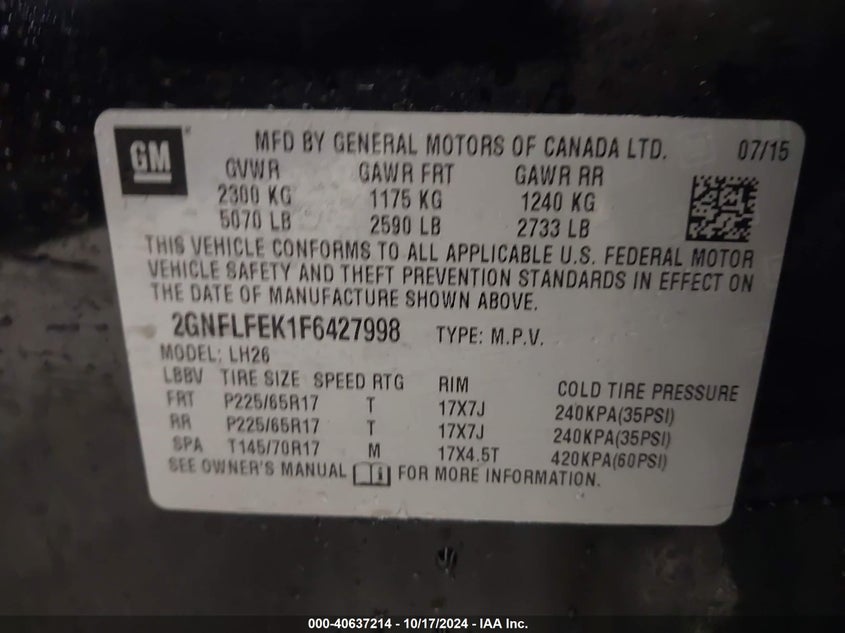 GM
MFD BY GENERAL MOTORS OF CANADA LTD. 07/15
GVWR GAWR FRT GAWR RR
2300 KG 1175 KG 1240 KG
5070 LB 2590 LB 2733 LB
THIS VEHICLE CONFORMS TO ALL APPLICABLE U.S. FEDERAL MOTOR
VEHICLE SAFETY AND THEFT PREVENTION STANDARDS IN EFFECT ON
THE DATE OF MANUFACTURE SHOWN ABOVE.
2GNFLFEK1F6427998 TYPE: M.P.V.
MODEL: LH26
LBBV TIRE SIZE SPEED RTG RIM COLD TIRE PRESSURE
FRT P225/65R17 T 17X7J 240KPA(35PSI)
RR P225/65R17 T 17X7J 240KPA(35PSI)
SPA T145/70R17 M 17X4.5T 420KPA(60PSI)
SEE OWNER'S MANUAL FOR MORE INFORMATION.
000-40637214 - 10/17/2024 - IAA Inc.